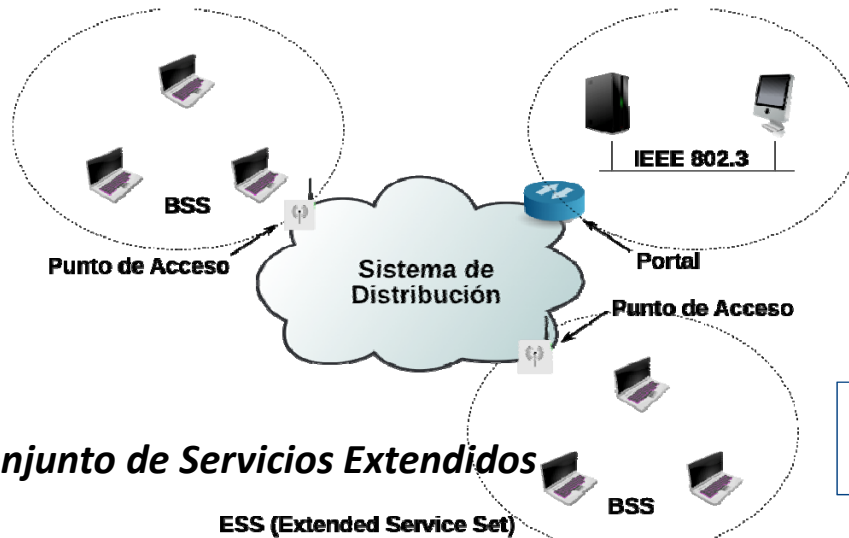 IEEE 802.3
BSS
Punto de Acceso
Portal
Sistema de
Distribución
Punto de Acceso
njunto de Servicios Extendidos
BSS
ESS (Extended Service Set)